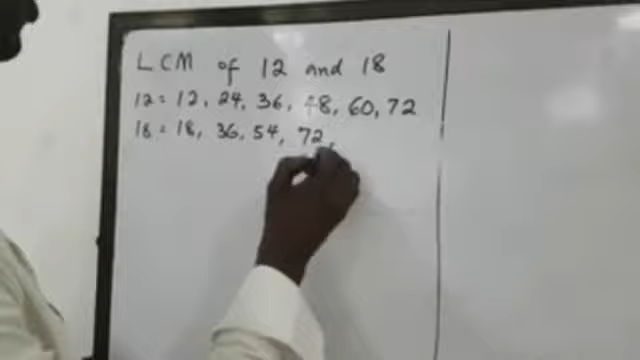 LCM of 12 and 18
12 = 12, 24, 36, 48, 60, 72
18 = 18, 36, 54, 72,